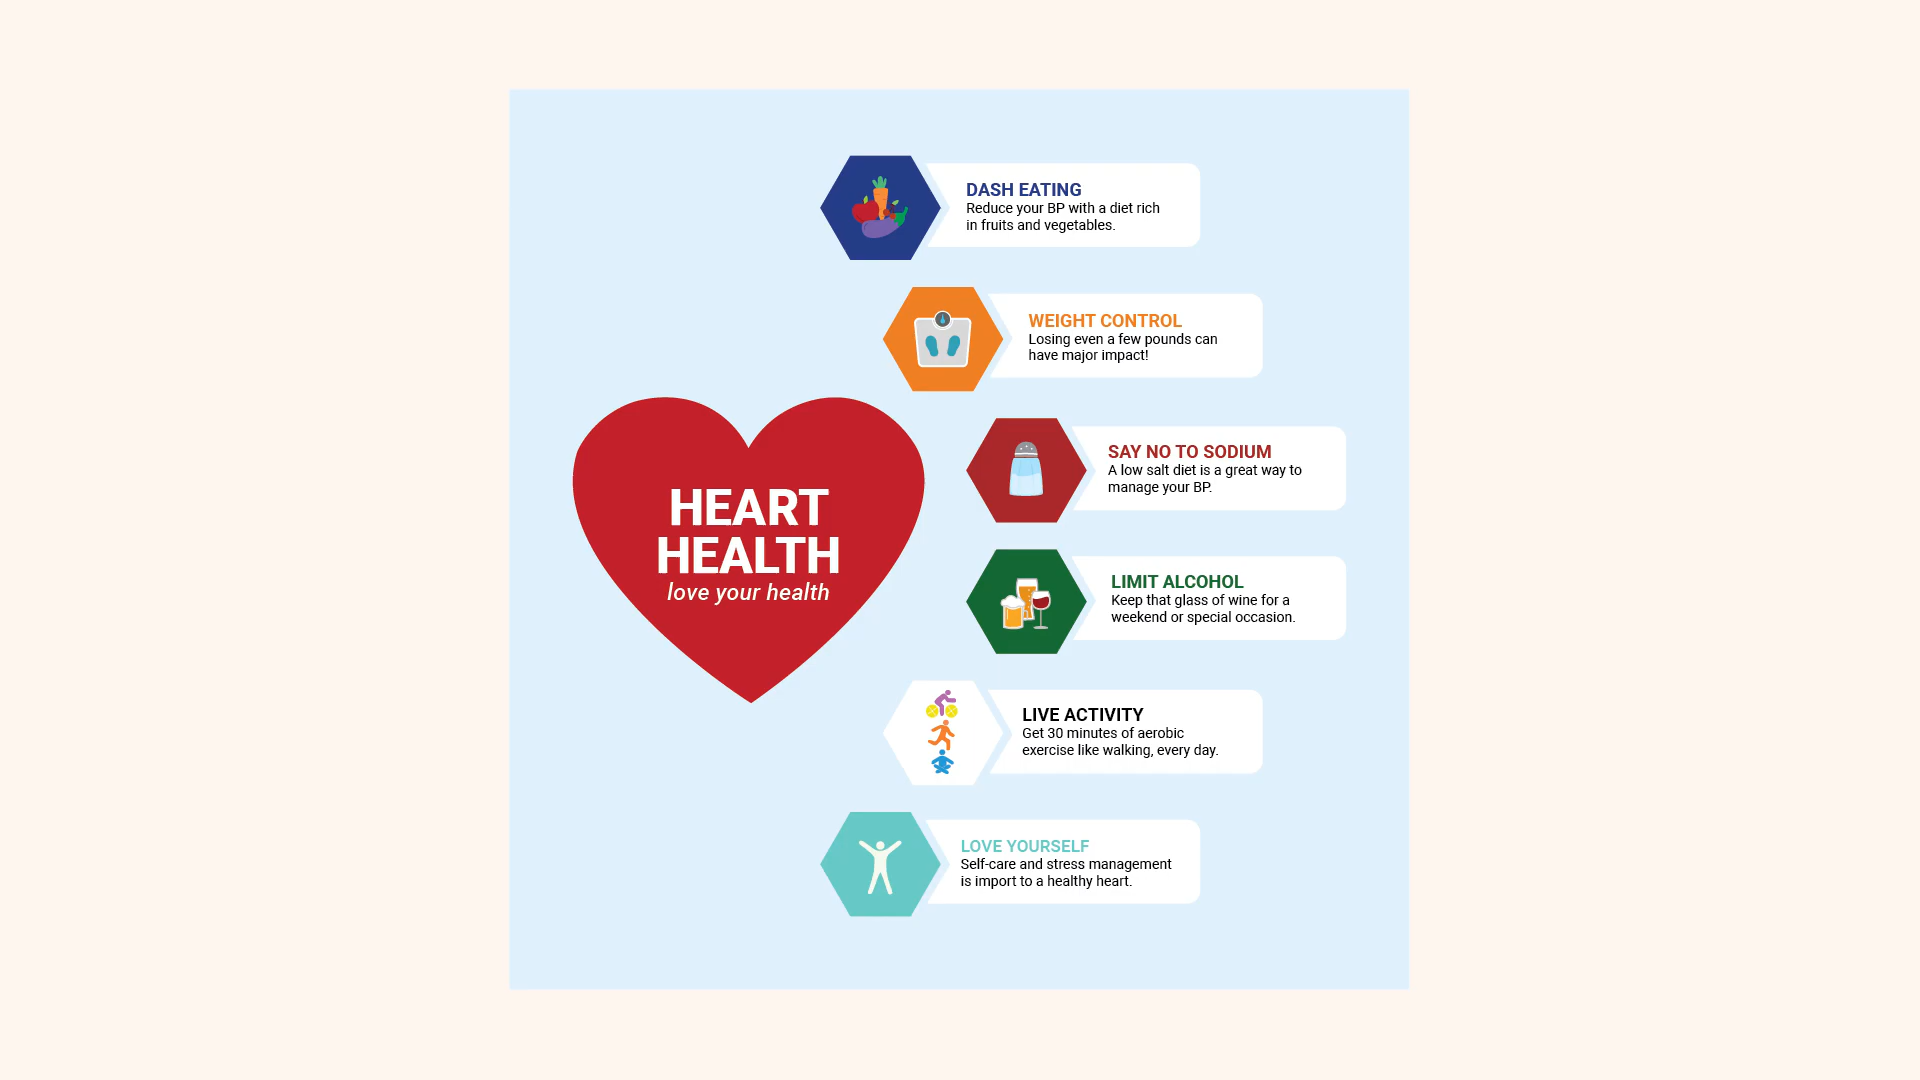 HEART
HEALTH
love your health
DASH EATING
Reduce your BP with a diet rich
in fruits and vegetables.
WEIGHT CONTROL
Losing even a few pounds can
have major impact!
SAY NO TO SODIUM
A low salt diet is a great way to
manage your BP.
LIMIT ALCOHOL
Keep that glass of wine for a
weekend or special occasion.
LIVE ACTIVITY
Get 30 minutes of aerobic
exercise like walking, every day.
LOVE YOURSELF
Self-care and stress management
is import to a healthy heart.